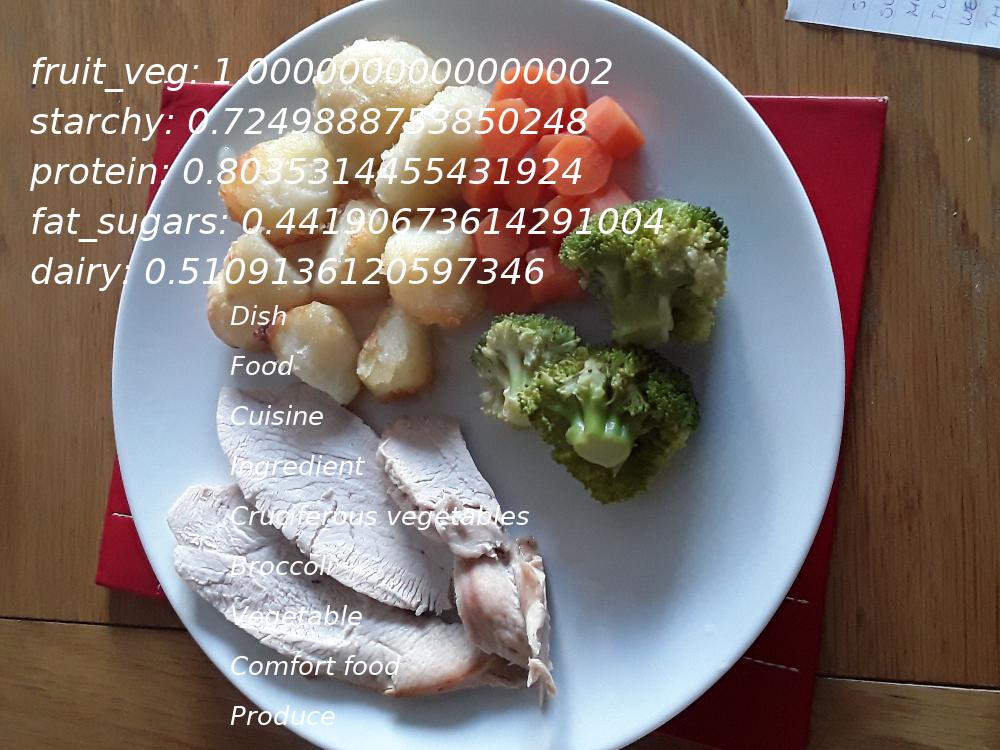 fruit_veg: 1.0000000000000002
starchy: 0.7249888753850248
protein: 0.8035314455431924
fat_sugars: 0.44190673614291004
dairy: 0.5109136120597346
Dish
Food
Cuisine
Ingredient
Cruciferous vegetables
Broccoli
Vegetable
Comfort food
Produce